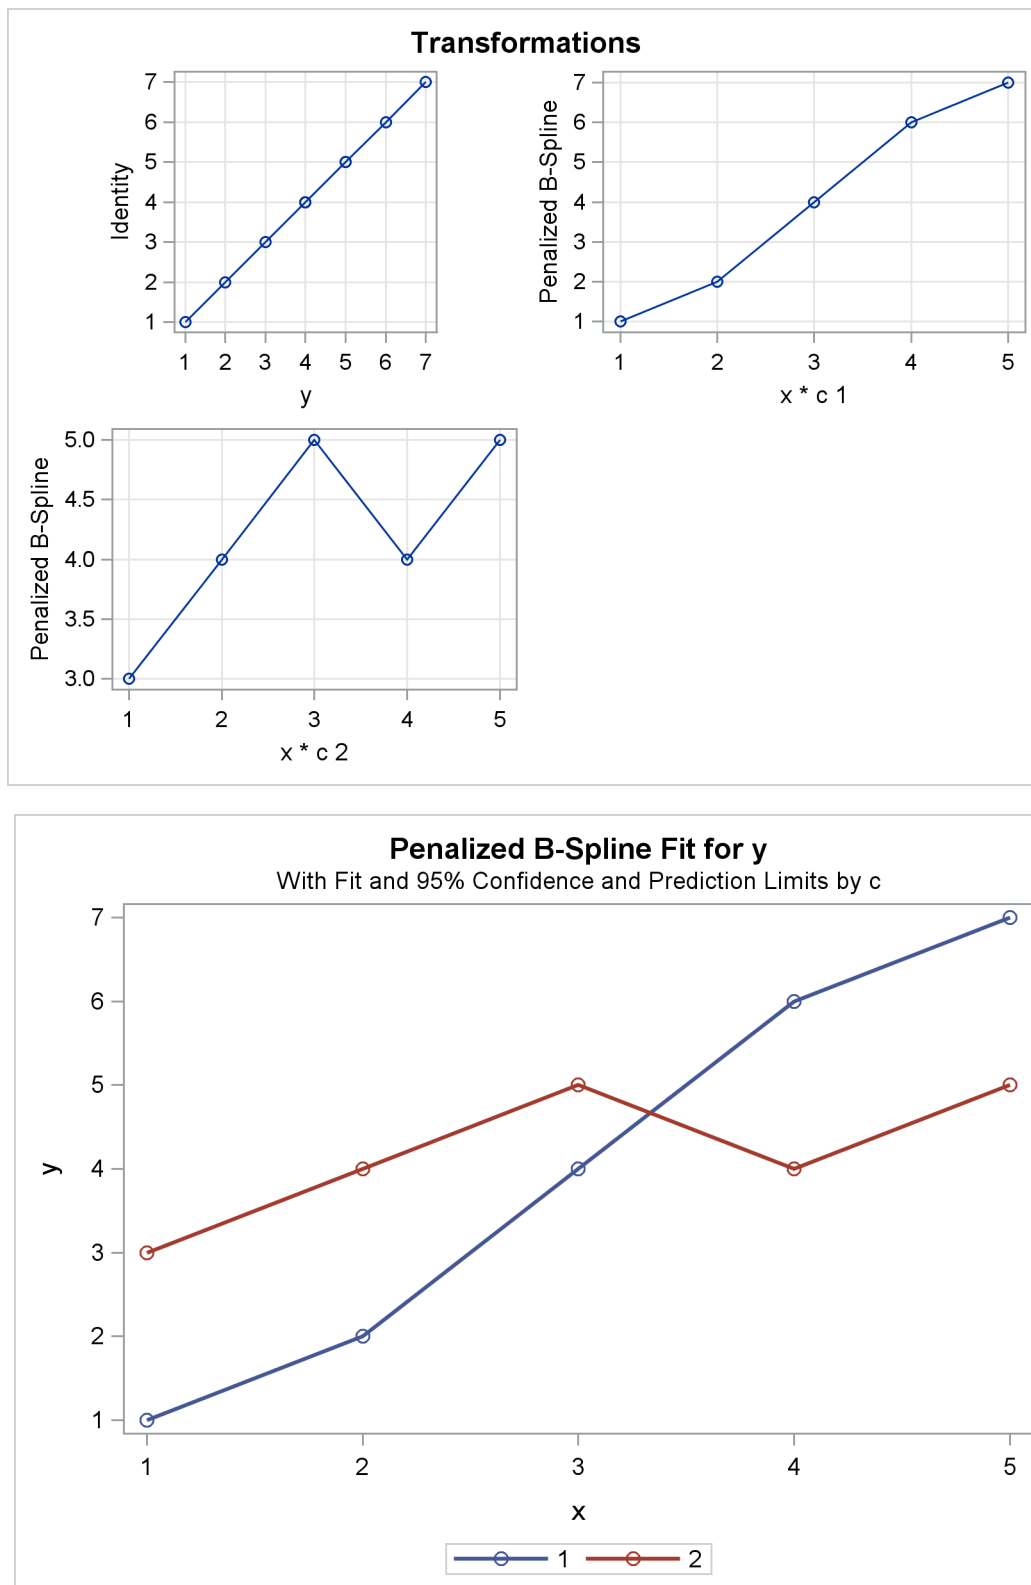 Transformations
7
6
5
4
3
2
1
Identity
1 2 3 4 5 6 7
y
7
6
5
4
3
2
1
Penalized B-Spline
1 2 3 4 5
x * c 1
5.0
4.5
4.0
3.5
3.0
Penalized B-Spline
1 2 3 4 5
x * c 2
Penalized B-Spline Fit for y
With Fit and 95% Confidence and Prediction Limits by c
7
6
5
4
3
2
1
y
1 2 3 4 5
x
1 2